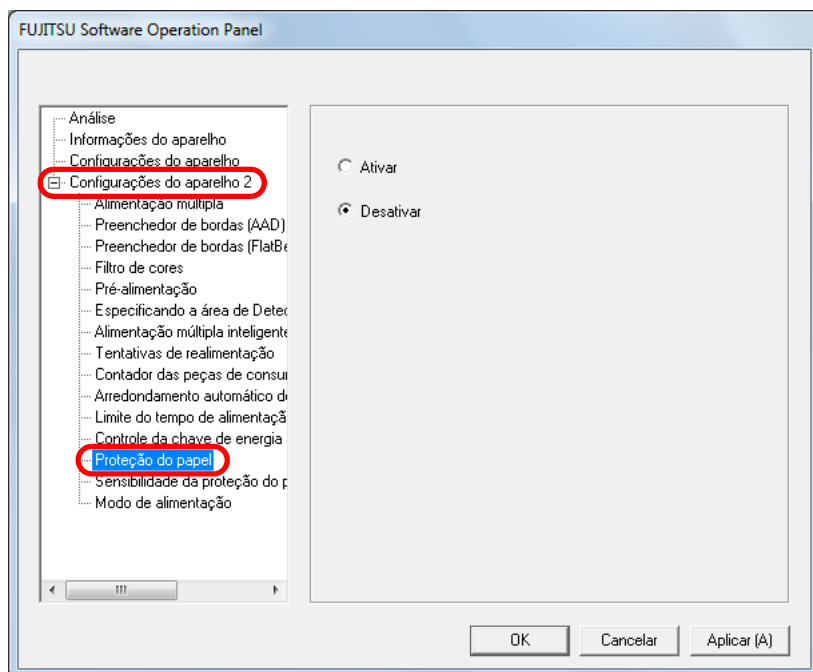 FUJITSU Software Operation Panel
Análise
Informações do aparelho
Configurações do aparelho
Configurações do aparelho 2
Alimentação múltipla
Preenchedor de bordas (AAD)
Preenchedor de bordas (FlatBe
Filtro de cores
Pré-alimentação
Especificando a área de Detec
Alimentação múltipla inteligente
Tentativas de realimentação
Contador das peças de consu
Arredondamento automático d
Limite do tempo de alimentaçã
Controle da chave de energia
Proteção do papel
Sensibilidade da proteção do p
Modo de alimentação
Ativar
Desativar
OK
Cancelar
Aplicar (A)